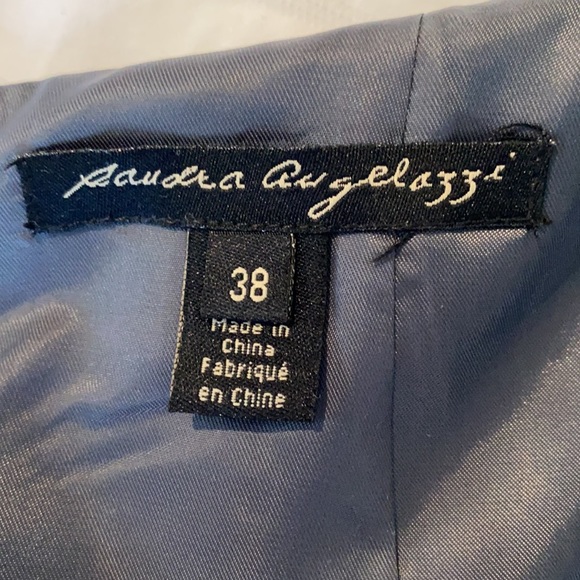 Sandra Angelozzi
38
Made in
China
Fabriqué
en Chine